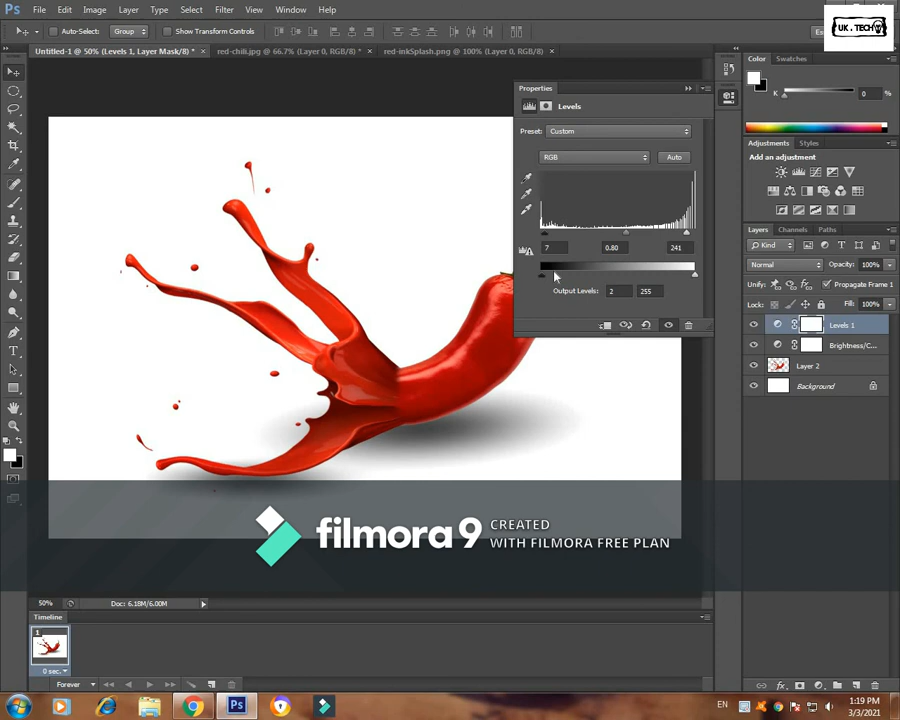 Ps File Edit Image Layer Type Select Filter View Window Help
UK . TECHY
Auto-Select: Group Show Transform Controls
Untitled-1 @ 50% (Levels 1, Layer Mask/8) * × red-chili.jpg @ 66.7% (Layer 0, RGB/8) * × red-inkSplash.png @ 100% (Layer 0, RGB/8) ×
Properties
Levels
Preset: Custom
RGB Auto
7 0.80 241
Output Levels: 2 255
Color Swatches
K 0 %
Adjustments Styles
Add an adjustment
Layers Channels Paths
Kind
Normal Opacity: 100%
Unify: Propagate Frame 1
Lock: Fill: 100%
Levels 1
Brightness/C...
Layer 2
Background
fx
filmora9 CREATED
WITH FILMORA FREE PLAN
50% Doc: 6.18M/6.00M
Timeline
1
0 sec.
Forever
Ps EN 1:19 PM
3/3/2021